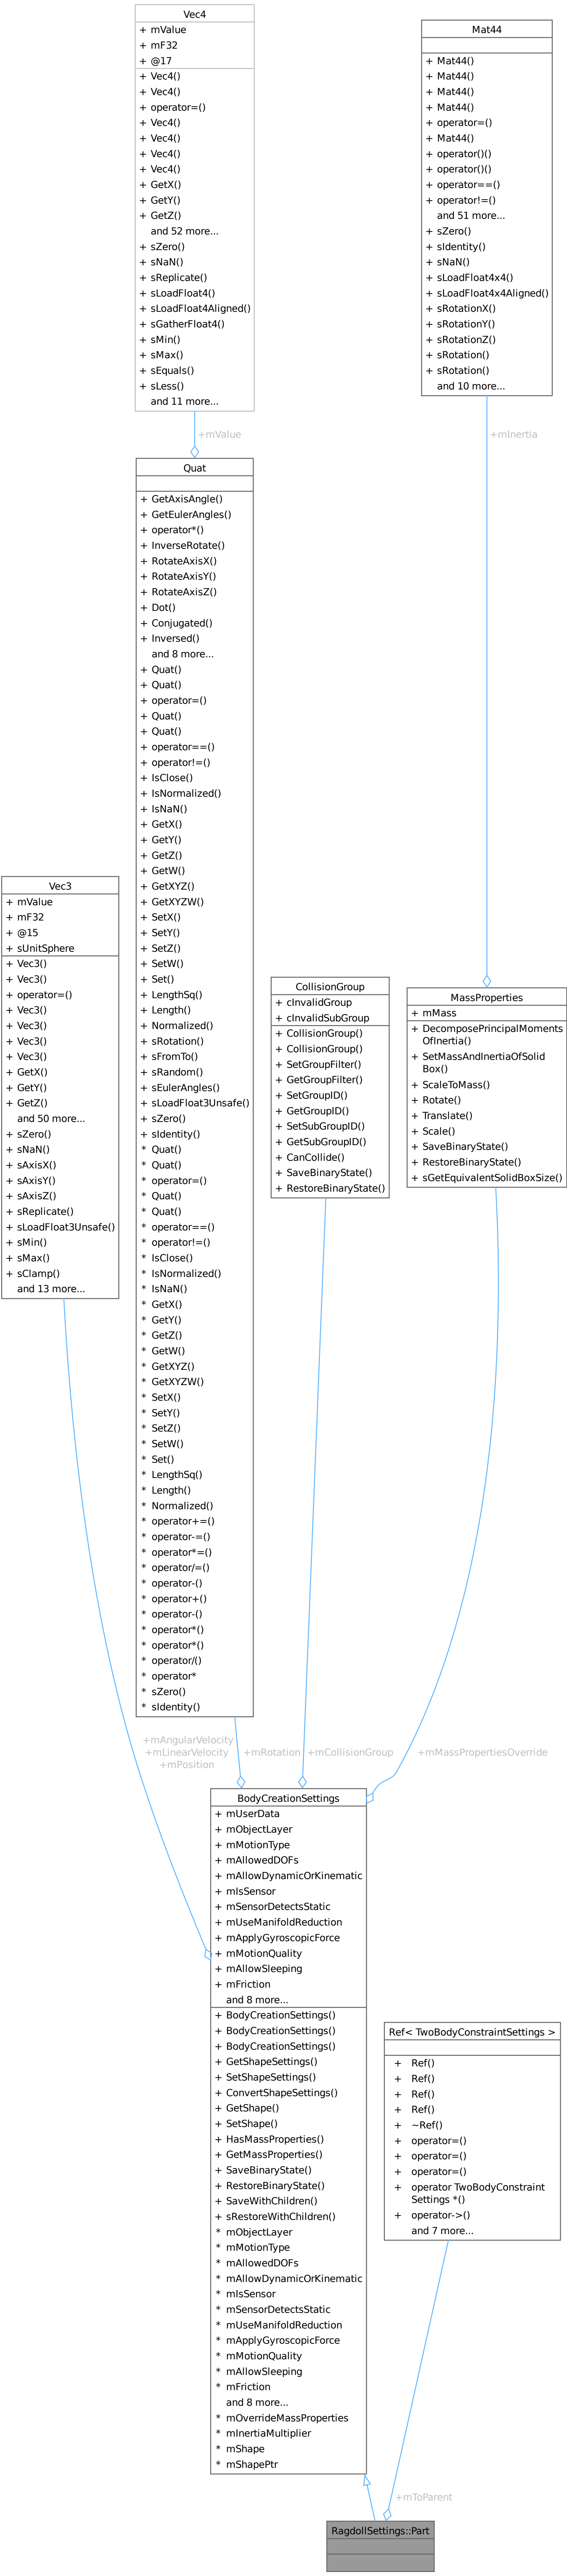 Vec4
+ mValue
+ mF32
+ @17
+ Vec4()
+ Vec4()
+ operator=()
+ Vec4()
+ Vec4()
+ Vec4()
+ Vec4()
+ GetX()
+ GetY()
+ GetZ()
and 52 more...
+ sZero()
+ sNaN()
+ sReplicate()
+ sLoadFloat4()
+ sLoadFloat4Aligned()
+ sGatherFloat4()
+ sMin()
+ sMax()
+ sEquals()
+ sLess()
and 11 more...
Mat44
+ Mat44()
+ Mat44()
+ Mat44()
+ Mat44()
+ operator=()
+ Mat44()
+ operator()()
+ operator()()
+ operator==()
+ operator!=()
and 51 more...
+ sZero()
+ sIdentity()
+ sNaN()
+ sLoadFloat4x4()
+ sLoadFloat4x4Aligned()
+ sRotationX()
+ sRotationY()
+ sRotationZ()
+ sRotation()
+ sRotation()
and 10 more...
+mValue
+mInertia
Quat
+ GetAxisAngle()
+ GetEulerAngles()
+ operator*()
+ InverseRotate()
+ RotateAxisX()
+ RotateAxisY()
+ RotateAxisZ()
+ Dot()
+ Conjugated()
+ Inversed()
and 8 more...
+ Quat()
+ Quat()
+ operator=()
+ Quat()
+ Quat()
+ operator==()
+ operator!=()
+ IsClose()
+ IsNormalized()
+ IsNaN()
+ GetX()
+ GetY()
+ GetZ()
+ GetW()
+ GetXYZ()
+ GetXYZW()
+ SetX()
+ SetY()
+ SetZ()
+ SetW()
+ Set()
+ LengthSq()
+ Length()
+ Normalized()
+ sRotation()
+ sFromTo()
+ sRandom()
+ sEulerAngles()
+ sLoadFloat3Unsafe()
+ sZero()
+ sIdentity()
* Quat()
* Quat()
* operator=()
* Quat()
* Quat()
* operator==()
* operator!=()
* IsClose()
* IsNormalized()
* IsNaN()
* GetX()
* GetY()
* GetZ()
* GetW()
* GetXYZ()
* GetXYZW()
* SetX()
* SetY()
* SetZ()
* SetW()
* Set()
* LengthSq()
* Length()
* Normalized()
* operator+=()
* operator-=()
* operator*=()
* operator/=()
* operator-()
* operator+()
* operator-()
* operator*()
* operator*()
* operator/()
* operator*
* sZero()
* sIdentity()
Vec3
+ mValue
+ mF32
+ @15
+ sUnitSphere
+ Vec3()
+ Vec3()
+ operator=()
+ Vec3()
+ Vec3()
+ Vec3()
+ Vec3()
+ GetX()
+ GetY()
+ GetZ()
and 50 more...
+ sZero()
+ sNaN()
+ sAxisX()
+ sAxisY()
+ sAxisZ()
+ sReplicate()
+ sLoadFloat3Unsafe()
+ sMin()
+ sMax()
+ sClamp()
and 13 more...
CollisionGroup
+ cInvalidGroup
+ cInvalidSubGroup
+ CollisionGroup()
+ CollisionGroup()
+ SetGroupFilter()
+ GetGroupFilter()
+ SetGroupID()
+ GetGroupID()
+ SetSubGroupID()
+ GetSubGroupID()
+ CanCollide()
+ SaveBinaryState()
+ RestoreBinaryState()
MassProperties
+ mMass
+ DecomposePrincipalMoments
OfInertia()
+ SetMassAndInertiaOfSolid
Box()
+ ScaleToMass()
+ Rotate()
+ Translate()
+ Scale()
+ SaveBinaryState()
+ RestoreBinaryState()
+ sGetEquivalentSolidBoxSize()
+mAngularVelocity
+mLinearVelocity
+mPosition
+mRotation
+mCollisionGroup
+mMassPropertiesOverride
BodyCreationSettings
+ mUserData
+ mObjectLayer
+ mMotionType
+ mAllowedDOFs
+ mAllowDynamicOrKinematic
+ mIsSensor
+ mSensorDetectsStatic
+ mUseManifoldReduction
+ mApplyGyroscopicForce
+ mMotionQuality
+ mAllowSleeping
+ mFriction
and 8 more...
+ BodyCreationSettings()
+ BodyCreationSettings()
+ BodyCreationSettings()
+ GetShapeSettings()
+ SetShapeSettings()
+ ConvertShapeSettings()
+ GetShape()
+ SetShape()
+ HasMassProperties()
+ GetMassProperties()
+ SaveBinaryState()
+ RestoreBinaryState()
+ SaveWithChildren()
+ sRestoreWithChildren()
* mObjectLayer
* mMotionType
* mAllowedDOFs
* mAllowDynamicOrKinematic
* mIsSensor
* mSensorDetectsStatic
* mUseManifoldReduction
* mApplyGyroscopicForce
* mMotionQuality
* mAllowSleeping
* mFriction
and 8 more...
* mOverrideMassProperties
* mInertiaMultiplier
* mShape
* mShapePtr
Ref< TwoBodyConstraintSettings >
+ Ref()
+ Ref()
+ Ref()
+ Ref()
+ ~Ref()
+ operator=()
+ operator=()
+ operator=()
+ operator TwoBodyConstraint
Settings *()
+ operator->()
and 7 more...
+mToParent
RagdollSettings::Part